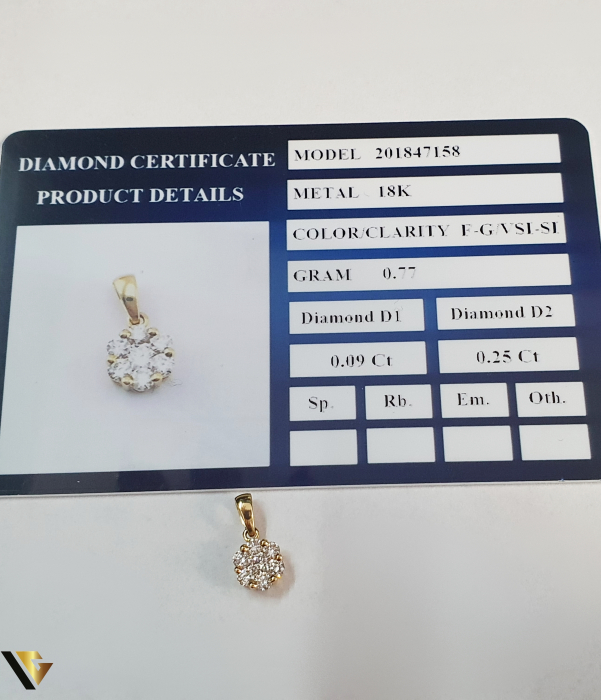 DIAMOND CERTIFICATE
PRODUCT DETAILS
MODEL 201847158
METAL 18K
COLOR/CLARITY F-G/VSI-SI
GRAM 0.77
Diamond D1 Diamond D2
0.09 Ct 0.25 Ct
Sp. Rb. Em. Oth.